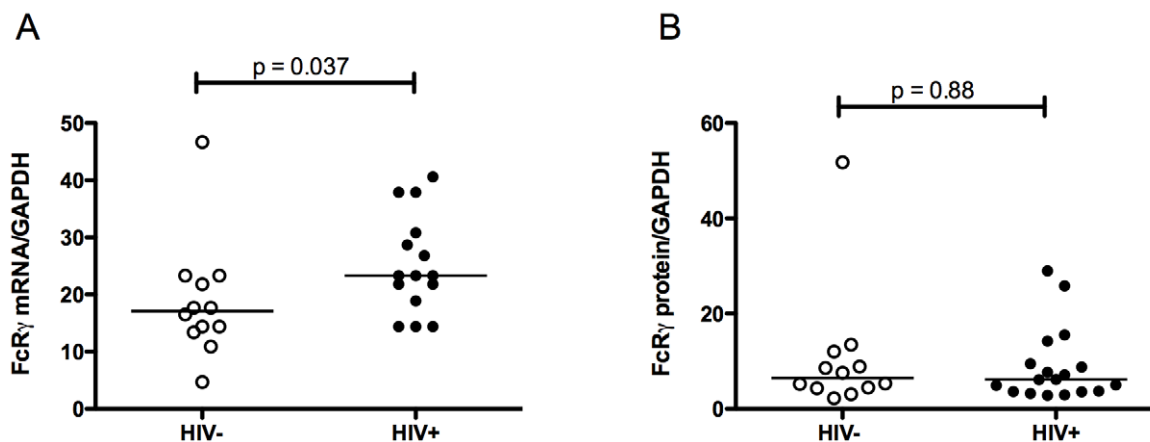 A
p = 0.037
FcRγ mRNA/GAPDH
50
40
30
20
10
0
HIV-
HIV+
B
p = 0.88
FcRγ protein/GAPDH
60
40
20
0
HIV-
HIV+